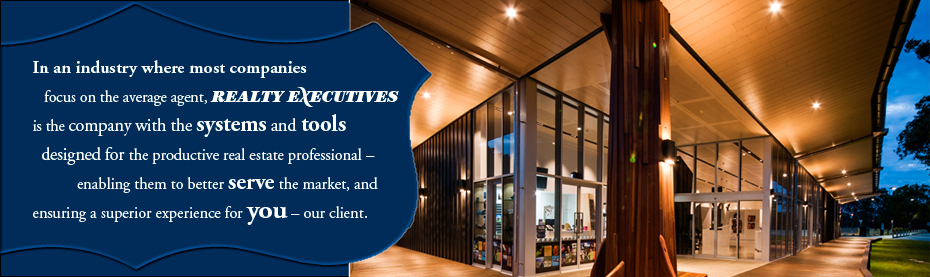 In an industry where most companies
focus on the average agent, REALTY EXECUTIVES
is the company with the systems and tools
designed for the productive real estate professional –
enabling them to better serve the market, and
ensuring a superior experience for you – our client.